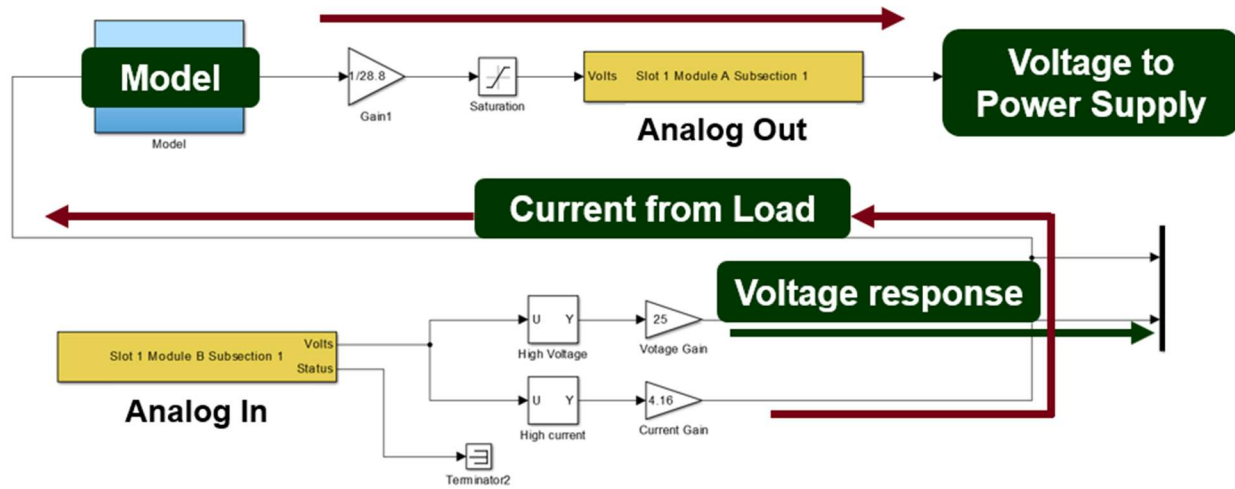 Model
Model
1/28.8
Gain1
Saturation
Volts
Slot 1 Module A Subsection 1
Analog Out
Voltage to
Power Supply
Current from Load
Voltage response
Slot 1 Module B Subsection 1
Volts
Status
Analog In
U
Y
High Voltage
25
Votage Gain
U
Y
High current
4.16
Current Gain
Terminator2